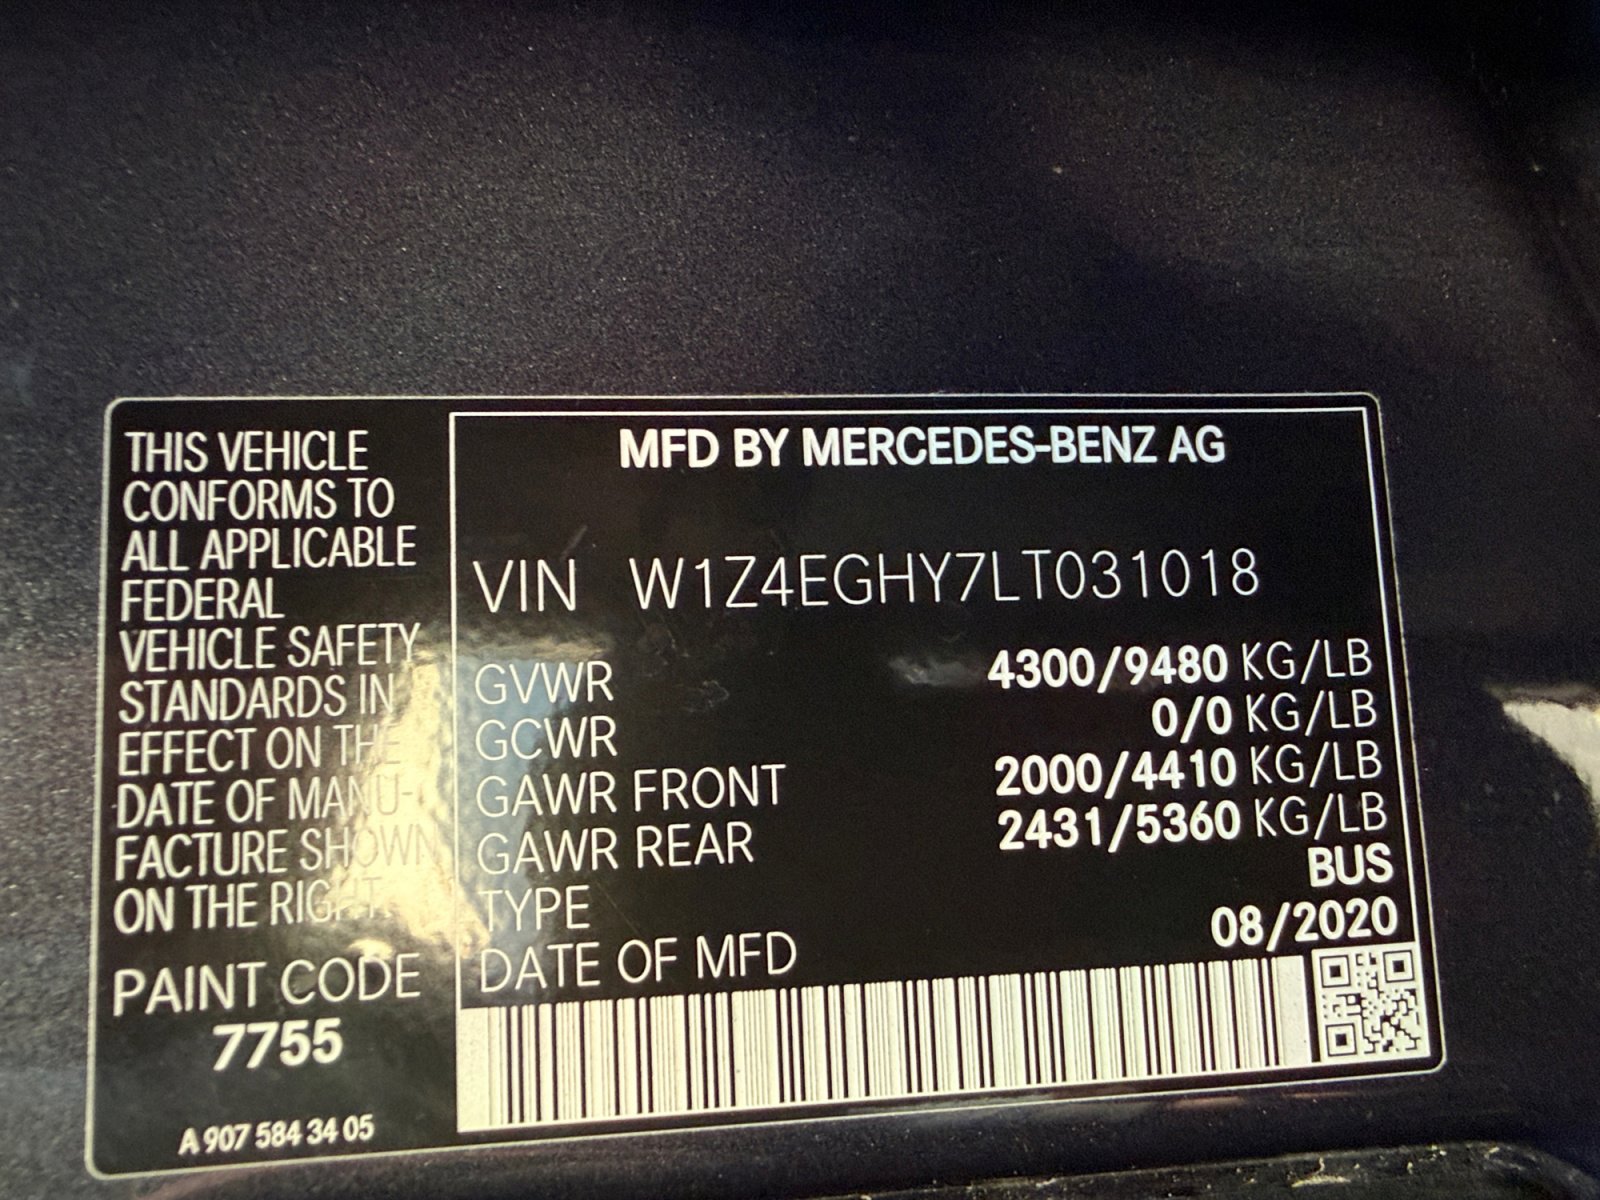 THIS VEHICLE
CONFORMS TO
ALL APPLICABLE
FEDERAL
VEHICLE SAFETY
STANDARDS IN
EFFECT ON THE
DATE OF MANU-
FACTURE SHOWN
ON THE RIGHT.
PAINT CODE
7755
A 907 584 34 05
MFD BY MERCEDES-BENZ AG
VIN W1Z4EGHY7LT031018
GVWR 4300/9480 KG/LB
GCWR 0/0 KG/LB
GAWR FRONT 2000/4410 KG/LB
GAWR REAR 2431/5360 KG/LB
TYPE BUS
DATE OF MFD 08/2020